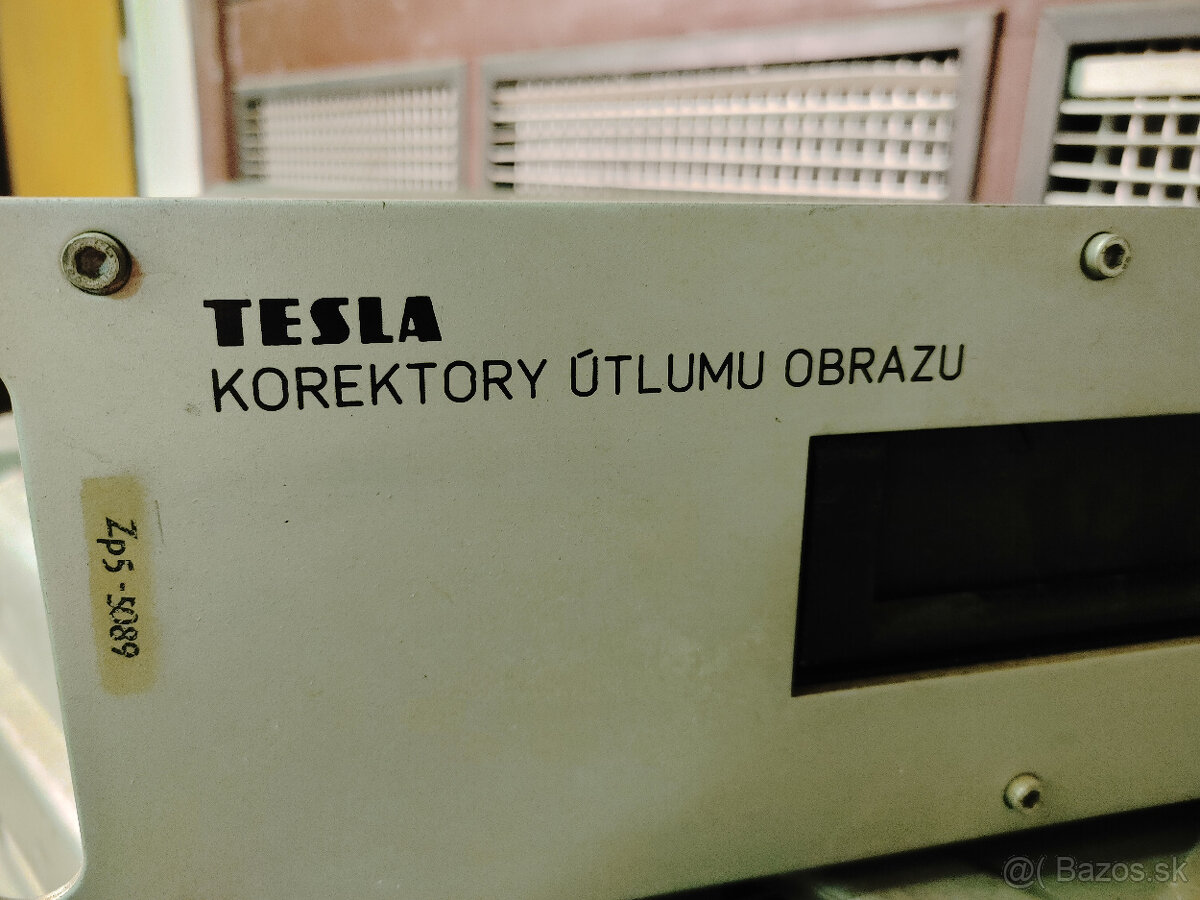 TESLA
KOREKTORY ÚTLUMU OBRAZU
Zp5-5089
@( Bazos.sk